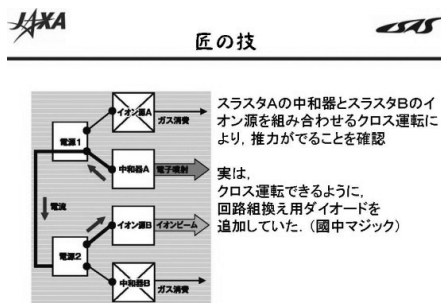 JAXA
ISAS
匠の技
イオン源A
ガス消費
電源1
中和器A
電子噴射
電流
イオン源B
イオンビーム
電源2
中和器B
ガス消費
スラスタAの中和器とスラスタBのイ
オン源を組み合わせるクロス運転に
より,推力がでることを確認
実は,
クロス運転できるように,
回路組換え用ダイオードを
追加していた.(國中マジック)